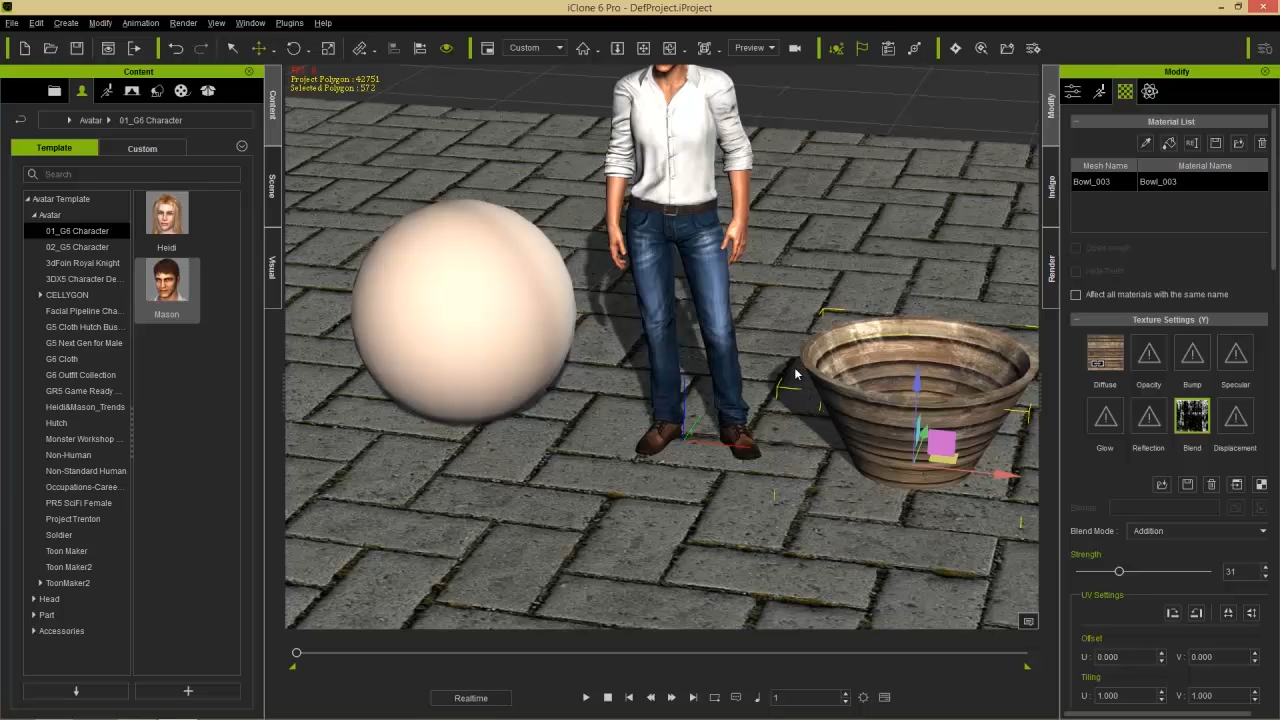 iClone 6 Pro - DefProject.iProject
File Edit Create Modify Animation Render View Window Plugins Help
Custom Preview
Content
Avatar 01_G6 Character
Template Custom
Search
Avatar Template
Avatar
01_G6 Character
02_G5 Character
3dFoin Royal Knight
3DX5 Character De...
CELLYGON
Facial Pipeline Cha...
G5 Cloth Hutch Bus...
G5 Next Gen for Male
G6 Cloth
G6 Outfit Collection
GR5 Game Ready ...
Heidi&Mason_Trends
Hutch
Monster Workshop ...
Non-Human
Non-Standard Human
Occupations-Caree...
PR5 SciFi Female
ProjectTrenton
Soldier
Toon Maker
Toon Maker2
ToonMaker2
Head
Part
Accessories
Heidi
Mason
Content
Scene
Visual
Project Polygon : 42751
Selected Polygon : 572
Realtime
1
Modify
Indigo
Render
Modify
Material List
Mesh Name Material Name
Bowl_003 Bowl_003
Affect all materials with the same name
Texture Settings (Y)
Diffuse Opacity Bump Specular
Glow Reflection Blend Displacement
Blend Mode : Addition
Strength
31
UV Settings
Offset
U : 0.000 V : 0.000
Tiling
U : 1.000 V : 1.000